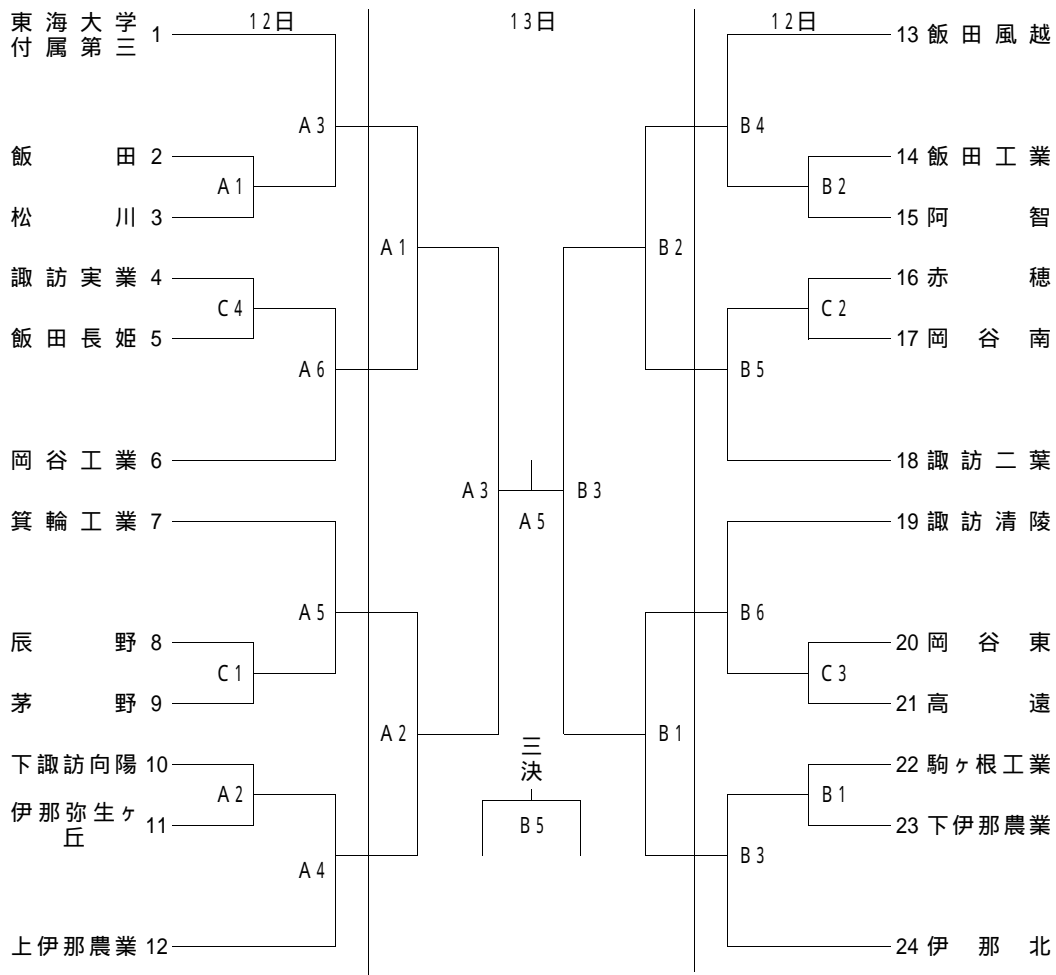 12日 13日 12日
東海大学付属第三 1
A3
飯田 2
A1
松川 3
A1
諏訪実業 4
C4
飯田長姫 5
A6
岡谷工業 6
A3
箕輪工業 7
A5
辰野 8
C1
茅野 9
A2
下諏訪向陽 10
A2
伊那弥生ヶ丘 11
A4
上伊那農業 12
A5
三決
B5
13 飯田風越
B4
14 飯田工業
B2
15 阿智
B2
16 赤穂
C2
17 岡谷南
B5
18 諏訪二葉
B3
19 諏訪清陵
B6
20 岡谷東
C3
21 高遠
B1
22 駒ヶ根工業
B1
23 下伊那農業
B3
24 伊那北